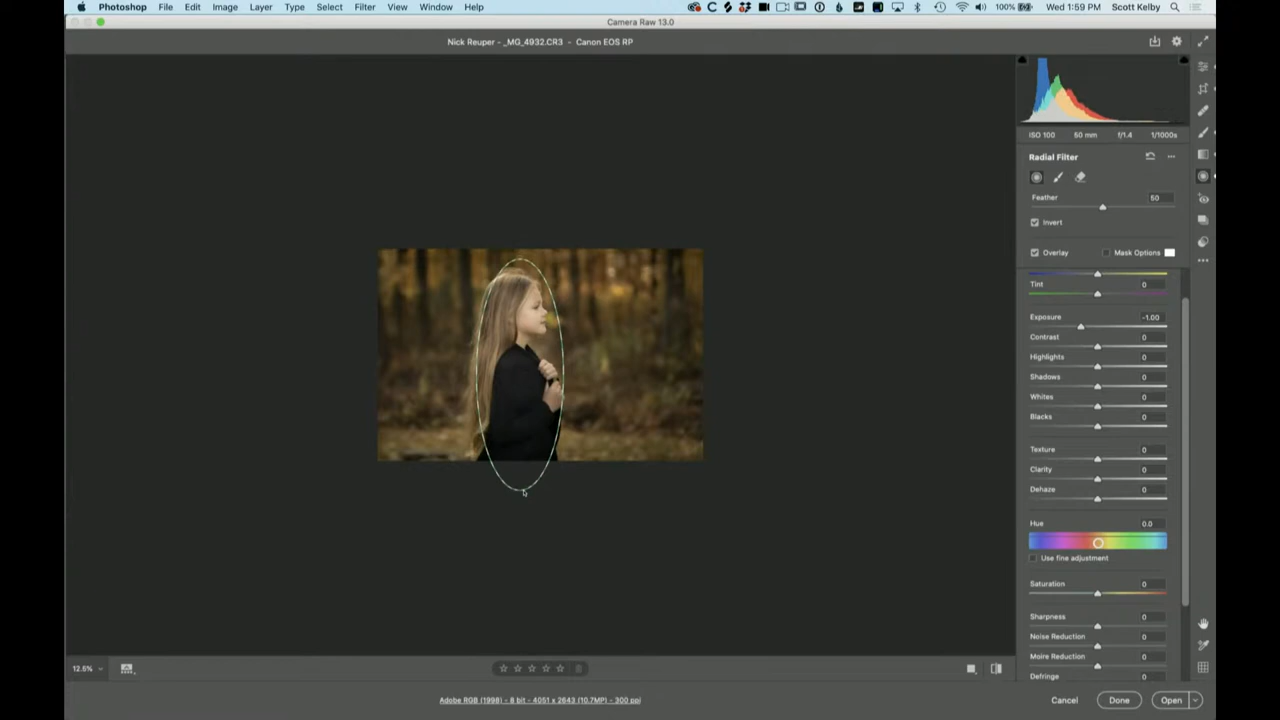 Photoshop File Edit Image Layer Type Select Filter View Window Help 100% Wed 1:59 PM Scott Kelby
Camera Raw 13.0
Nick Reuper - _MG_4932.CR3 - Canon EOS RP
ISO 100 50 mm f/1.4 1/1000s
Radial Filter
Feather 50
Invert
Overlay Mask Options
Tint 0
Exposure -1.00
Contrast 0
Highlights 0
Shadows 0
Whites 0
Blacks 0
Texture 0
Clarity 0
Dehaze 0
Hue 0.0
Use fine adjustment
Saturation 0
Sharpness 0
Noise Reduction 0
Moire Reduction 0
Defringe 0
12.5%
Adobe RGB (1998) - 8 bit - 4051 x 2643 (10.7MP) - 300 ppi
Cancel Done Open